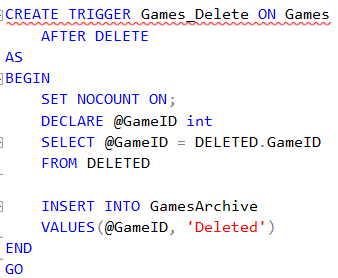 CREATE TRIGGER Games_Delete ON Games
AFTER DELETE
AS
BEGIN
SET NOCOUNT ON;
DECLARE @GameID int
SELECT @GameID = DELETED.GameID
FROM DELETED
INSERT INTO GamesArchive
VALUES(@GameID, 'Deleted')
END
GO